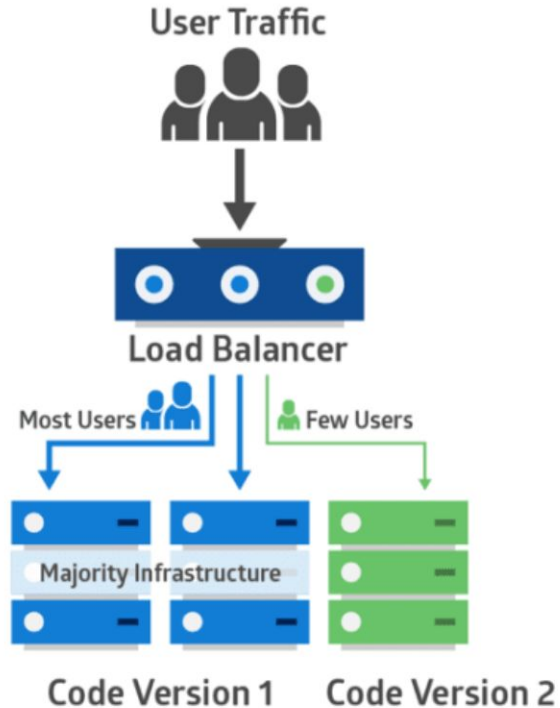 User Traffic
Load Balancer
Most Users
Few Users
Majority Infrastructure
Code Version 1
Code Version 2